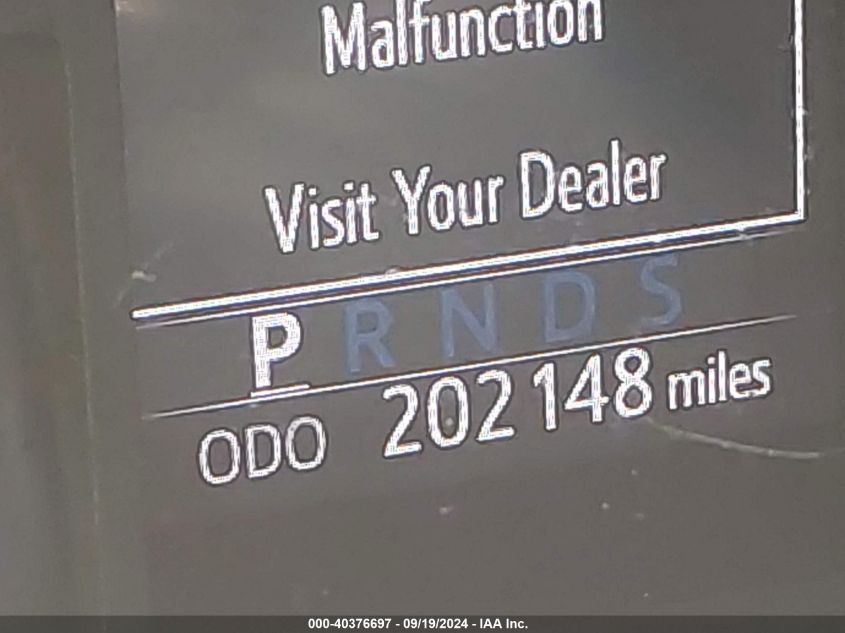 Malfunction
Visit Your Dealer
P R N D S
ODO 202148 miles
000-40376697 - 09/19/2024 - IAA Inc.